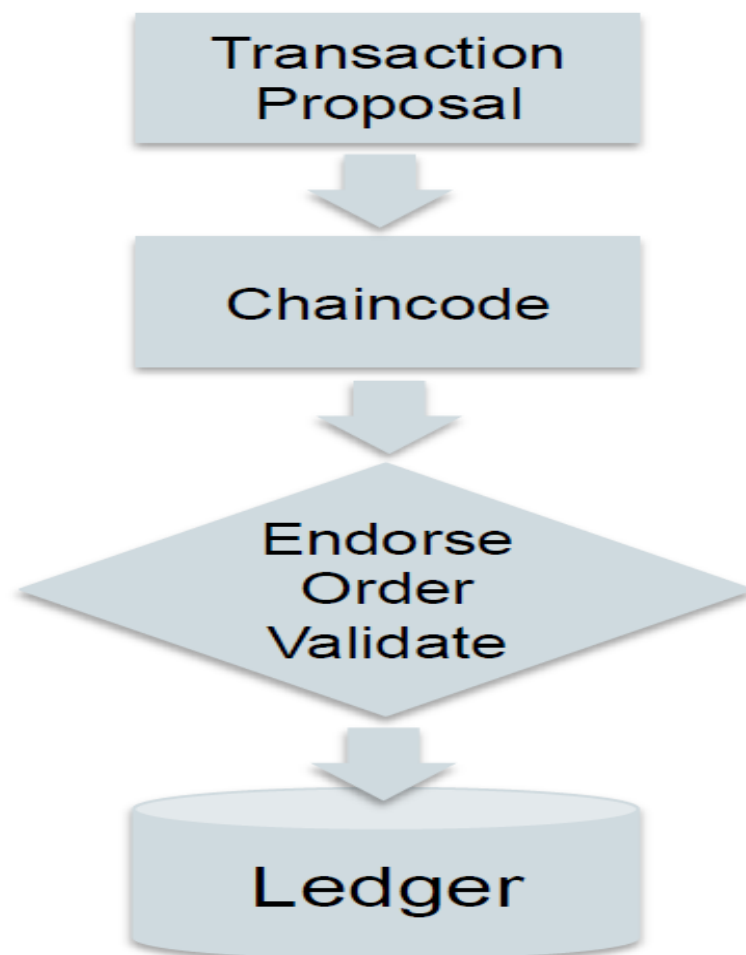 Transaction
Proposal
Chaincode
Endorse
Order
Validate
Ledger